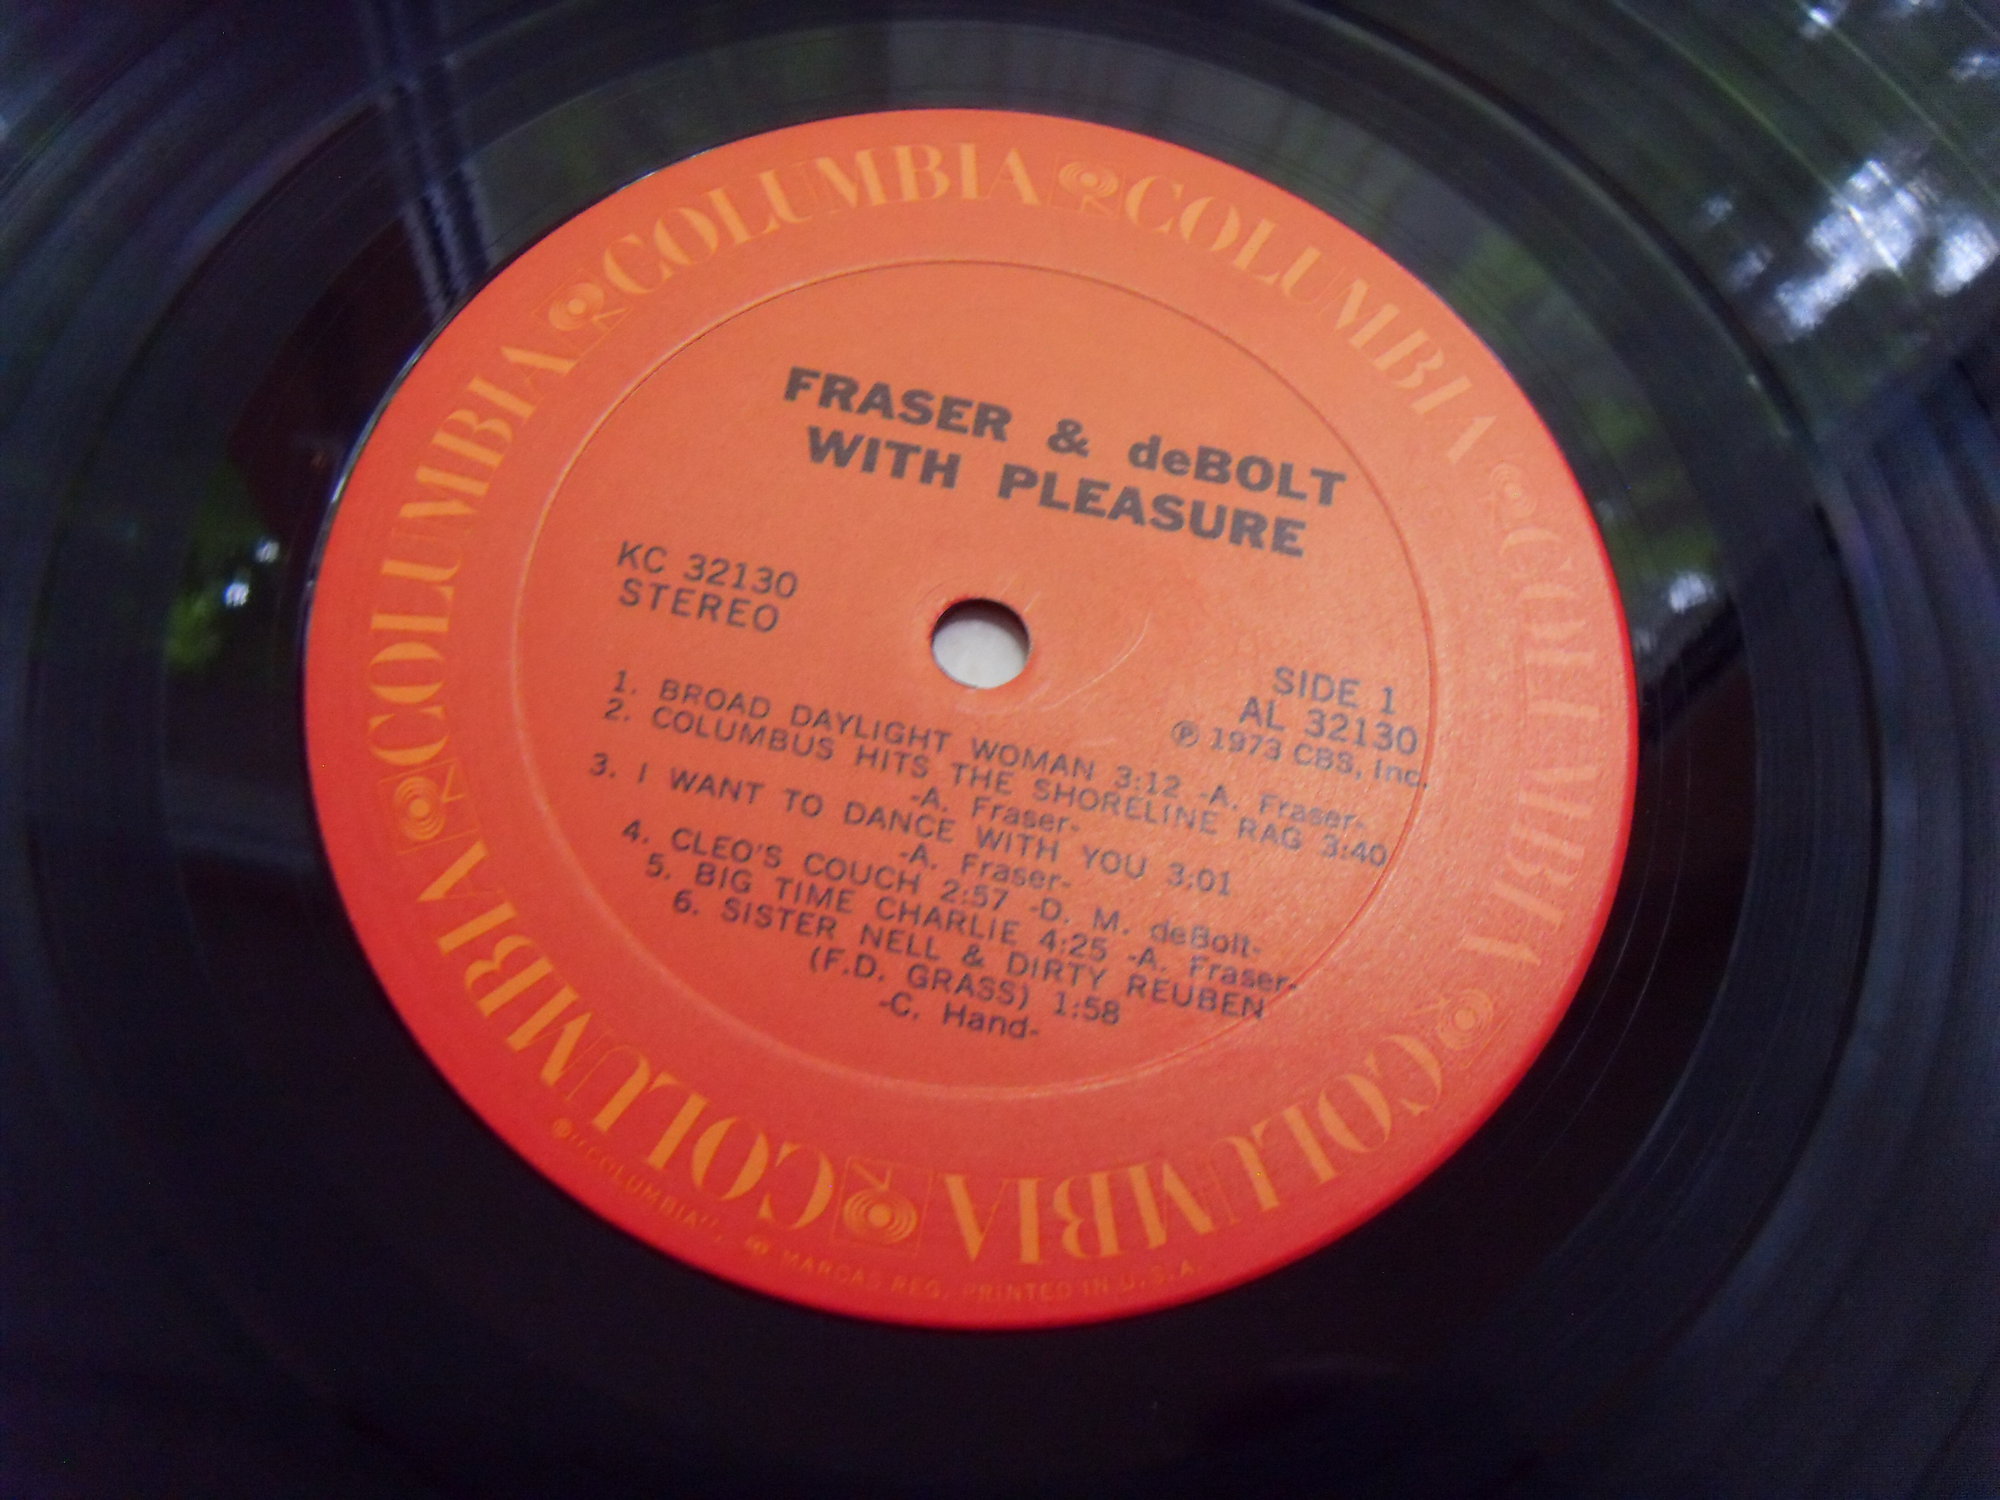 COLUMBIA COLUMBIA COLUMBIA COLUMBIA COLUMBIA COLUMBIA
FRASER & deBOLT
WITH PLEASURE
KC 32130
STEREO
SIDE 1
AL 32130
℗ 1973 CBS, Inc.
1. BROAD DAYLIGHT WOMAN 3:12 -A. Fraser-
2. COLUMBUS HITS THE SHORELINE RAG 3:40
-A. Fraser-
3. I WANT TO DANCE WITH YOU 3:01
-A. Fraser-
4. CLEO'S COUCH 2:57 -D. M. deBolt-
5. BIG TIME CHARLIE 4:25 -A. Fraser-
6. SISTER NELL & DIRTY REUBEN
(F.D. GRASS) 1:58
-C. Hand-
"COLUMBIA", MARCAS REG. PRINTED IN U.S.A.